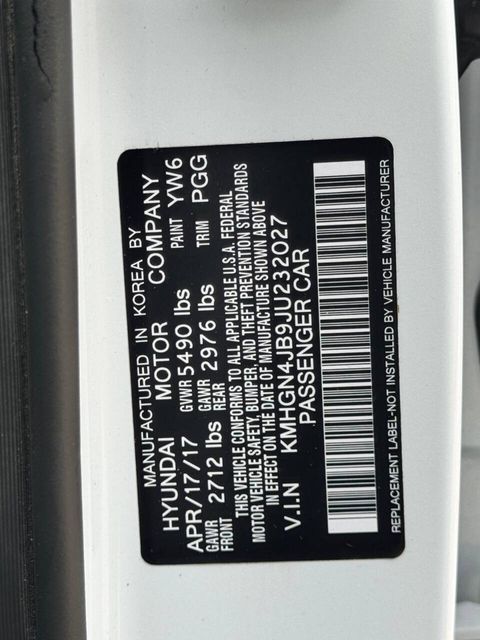 MANUFACTURED IN KOREA BY
HYUNDAI MOTOR COMPANY
APR/17/17 GVWR 5490 lbs PAINT YW6
GAWR FRONT 2712 lbs GAWR REAR 2976 lbs TRIM PGG
THIS VEHICLE CONFORMS TO ALL APPLICABLE U.S.A. FEDERAL
MOTOR VEHICLE SAFETY, BUMPER, AND THEFT PREVENTION STANDARDS
IN EFFECT ON THE DATE OF MANUFACTURE SHOWN ABOVE
V.I.N KMHGN4JB9JU232027
PASSENGER CAR
REPLACEMENT LABEL-NOT INSTALLED BY VEHICLE MANUFACTURER